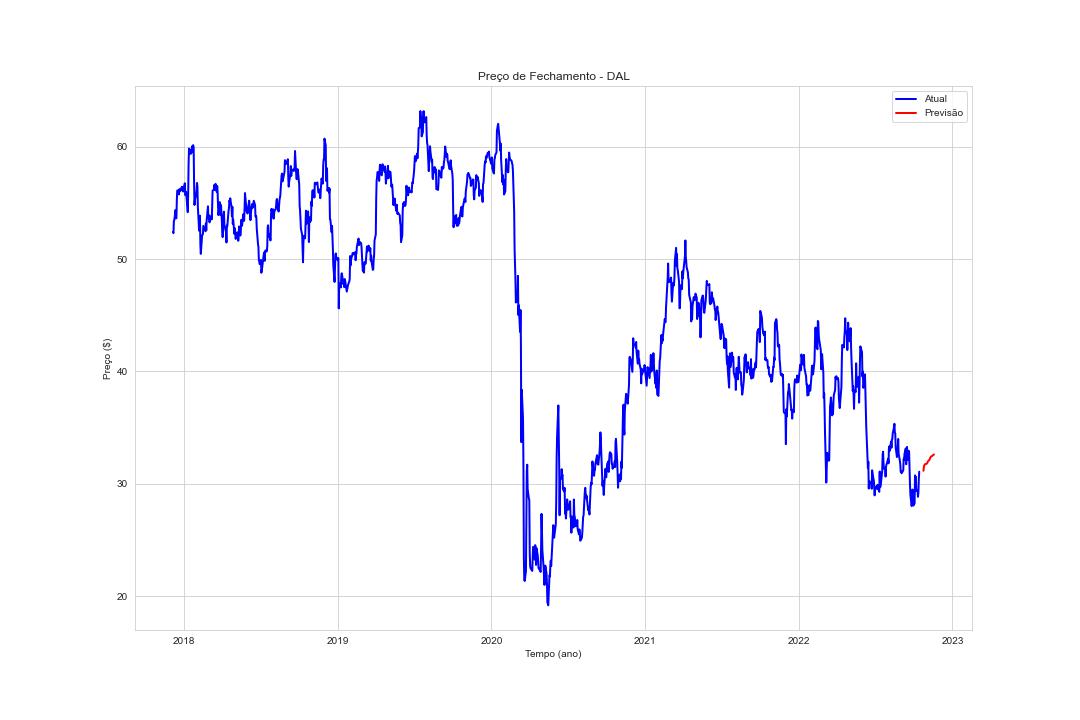 Preço de Fechamento - DAL
Atual
Previsão
Preço ($)
60
50
40
30
20
2018
2019
2020
2021
2022
2023
Tempo (ano)